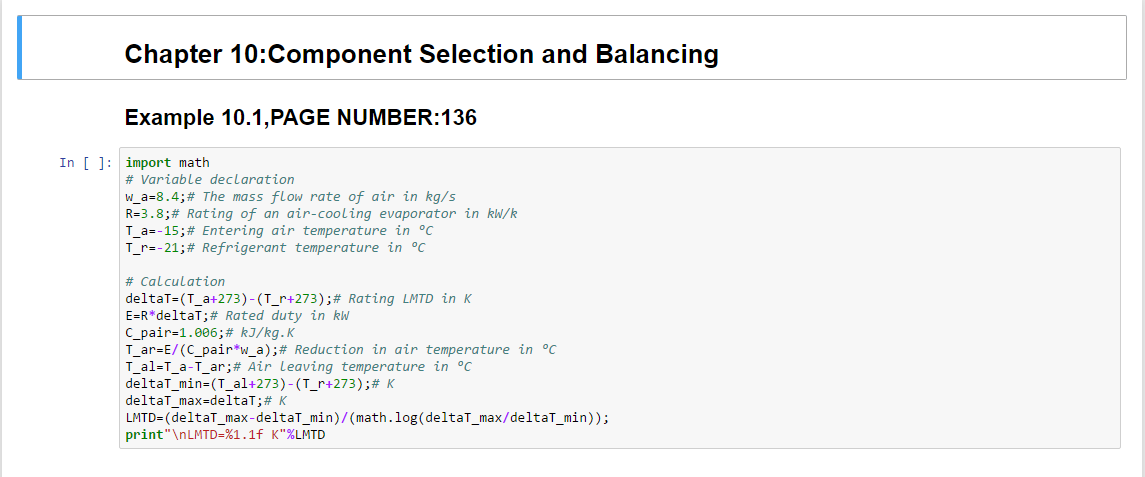 Chapter 10:Component Selection and Balancing
Example 10.1,PAGE NUMBER:136
In [ ]:
import math
# Variable declaration
w_a=8.4;# The mass flow rate of air in kg/s
R=3.8;# Rating of an air-cooling evaporator in kW/k
T_a=-15;# Entering air temperature in °C
T_r=-21;# Refrigerant temperature in °C
# Calculation
deltaT=(T_a+273)-(T_r+273);# Rating LMTD in K
E=R*deltaT;# Rated duty in kW
C_pair=1.006;# kJ/kg.K
T_ar=E/(C_pair*w_a);# Reduction in air temperature in °C
T_al=T_a-T_ar;# Air leaving temperature in °C
deltaT_min=(T_al+273)-(T_r+273);# K
deltaT_max=deltaT;# K
LMTD=(deltaT_max-deltaT_min)/(math.log(deltaT_max/deltaT_min));
print"\nLMTD=%1.1f K"%LMTD